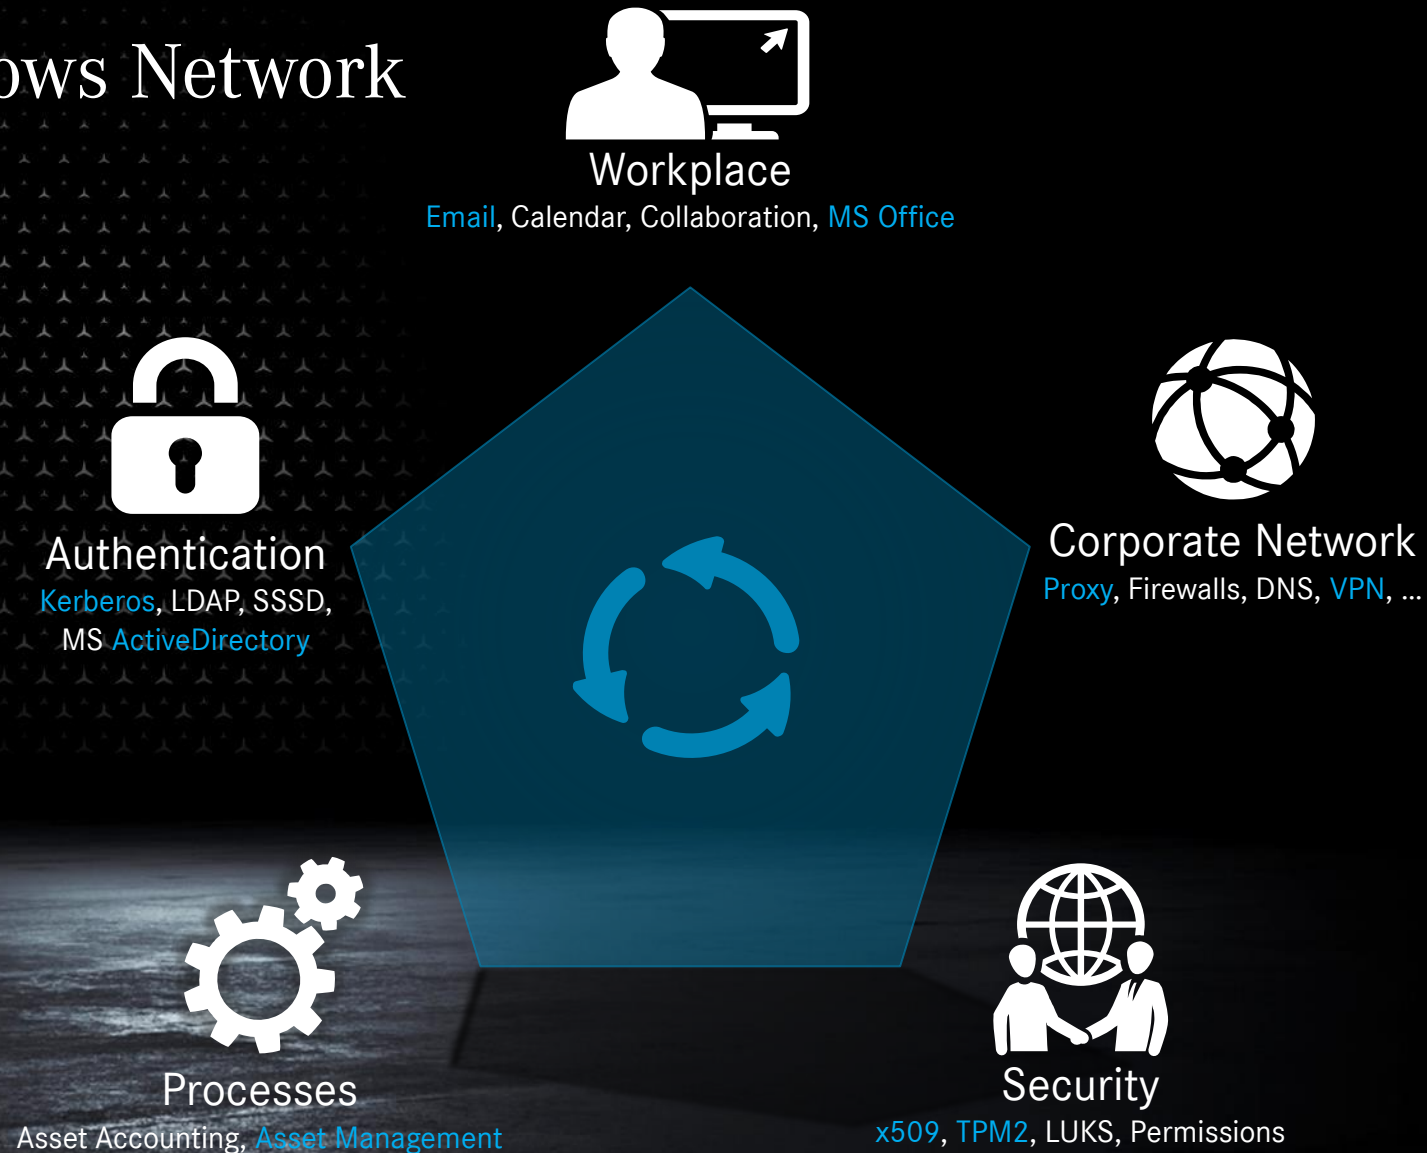 ows Network
Workplace
Email, Calendar, Collaboration, MS Office
Authentication
Kerberos, LDAP, SSSD,
MS ActiveDirectory
Corporate Network
Proxy, Firewalls, DNS, VPN, ...
Processes
Asset Accounting, Asset Management
Security
x509, TPM2, LUKS, Permissions